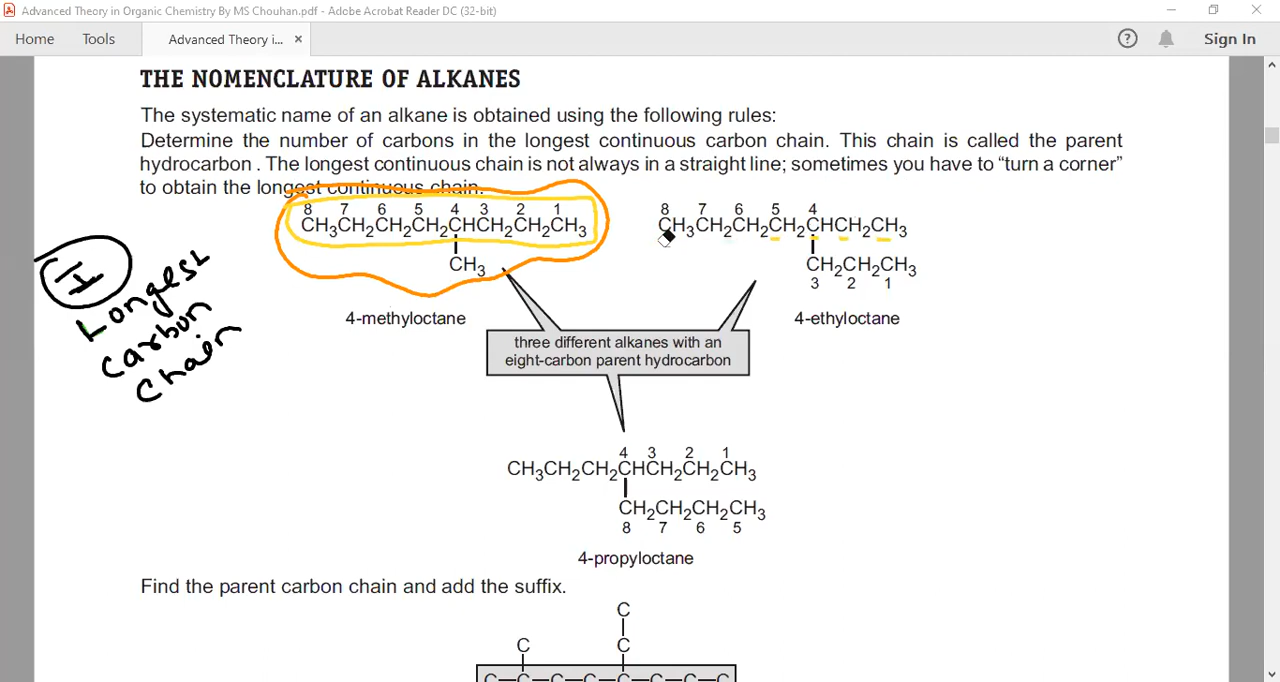 Advanced Theory in Organic Chemistry By MS Chouhan.pdf - Adobe Acrobat Reader DC (32-bit)
Home Tools Advanced Theory i... × ? Sign In
THE NOMENCLATURE OF ALKANES
The systematic name of an alkane is obtained using the following rules:
Determine the number of carbons in the longest continuous carbon chain. This chain is called the parent
hydrocarbon . The longest continuous chain is not always in a straight line; sometimes you have to “turn a corner”
to obtain the longest continuous chain.
8 7 6 5 4 3 2 1
CH3CH2CH2CH2CHCH2CH2CH3
CH3
4-methyloctane
8 7 6 5 4
CH3CH2CH2CH2CHCH2CH3
CH2CH2CH3
3 2 1
4-ethyloctane
Longest
Carbon
Chain
three different alkanes with an
eight-carbon parent hydrocarbon
4 3 2 1
CH3CH2CH2CHCH2CH2CH3
CH2CH2CH2CH3
8 7 6 5
4-propyloctane
Find the parent carbon chain and add the suffix.
C
C C
C—C—C—C—C—C—C—C